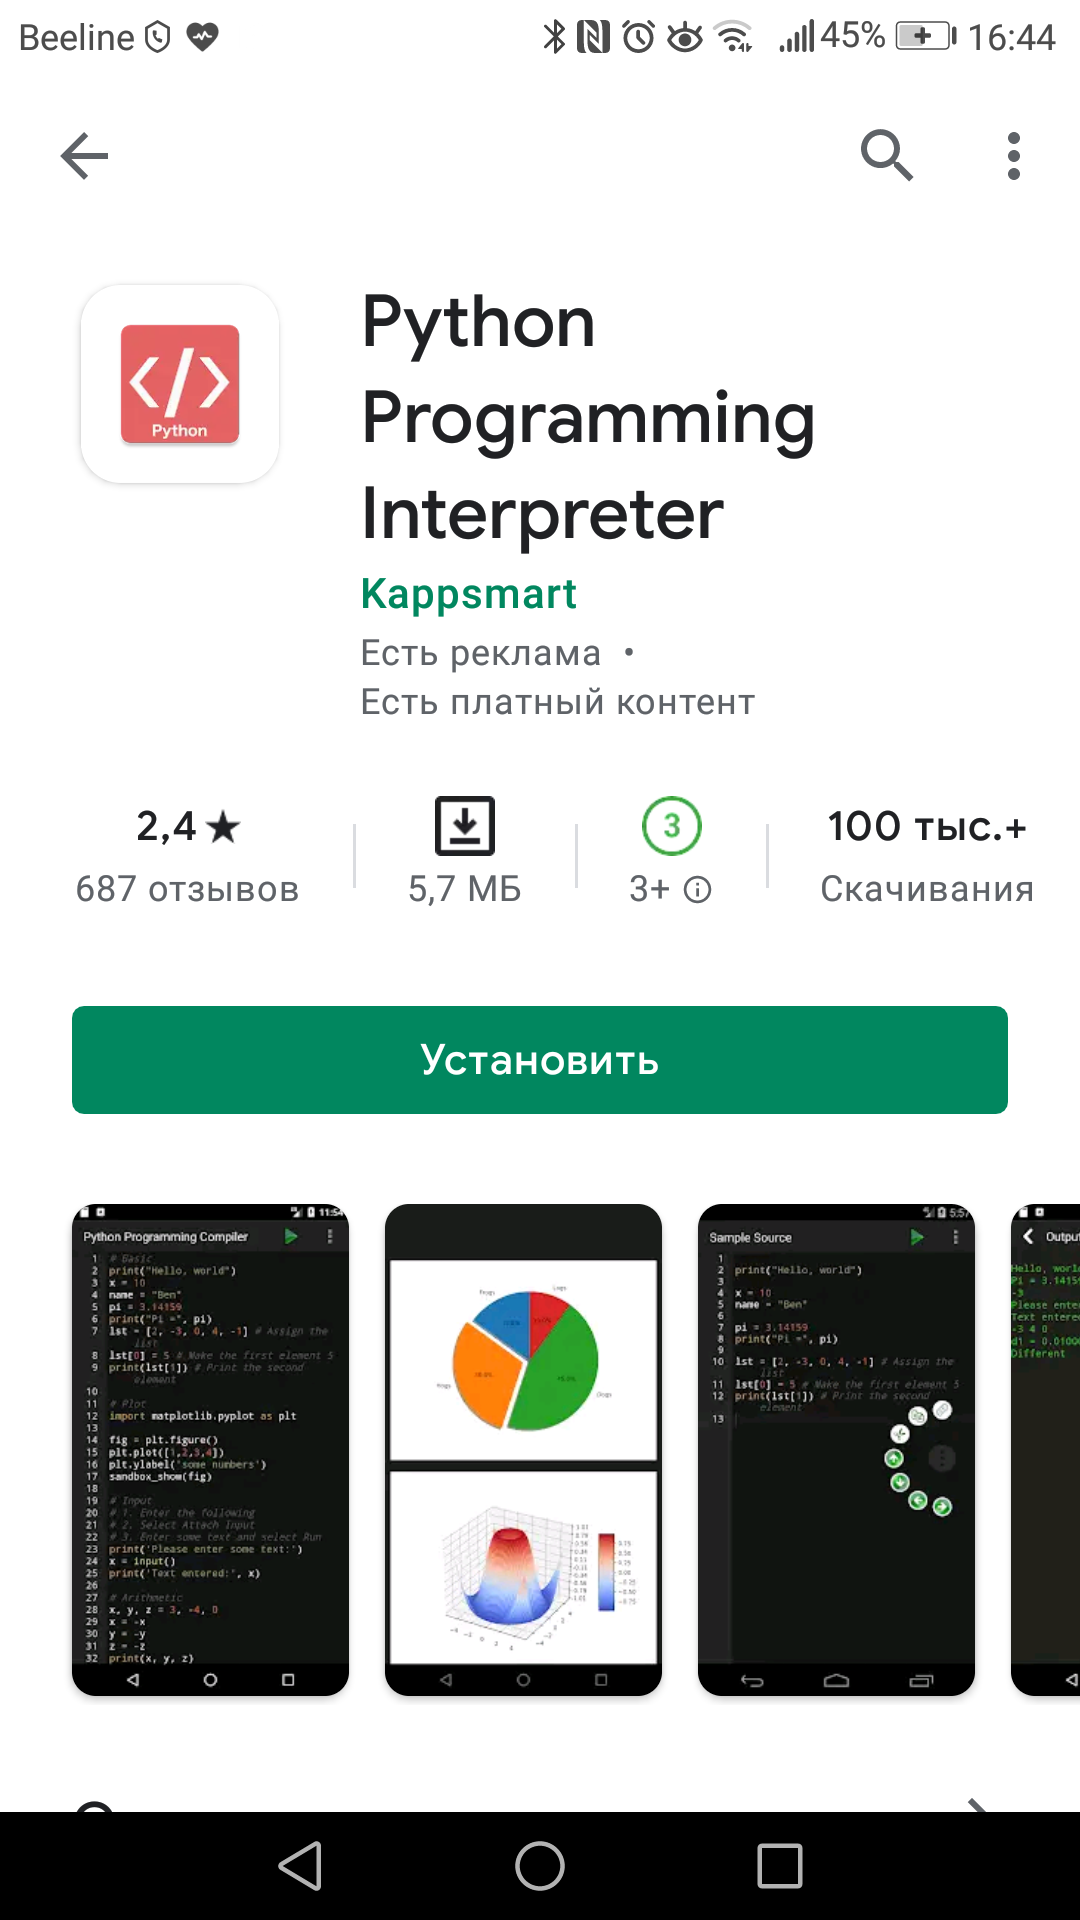 Beeline
45%
16:44
Python
Python
Programming
Interpreter
Kappsmart
Есть реклама •
Есть платный контент
2,4
687 отзывов
5,7 МБ
3
3+
100 тыс.+
Скачивания
Установить
11:54
Python Programming Compiler
1 # Basic
2 print("Hello, world")
3 x = 10
4 name = "Ben"
5 pi = 3.14159
6 print("Pi =", pi)
7 lst = [2, -3, 0, 4, -1] # Assign the
list
8 lst[0] = 5 # Make the first element 5
9 print(lst[1]) # Print the second
element
10
11 # Plot
12 import matplotlib.pyplot as plt
13
14 fig = plt.figure()
15 plt.plot([1,2,3,4])
16 plt.ylabel('some numbers')
17 sandbox_show(fig)
18
19 # Input
20 # 1. Enter the following
21 # 2. Select Attach Input
22 # 3. Enter some text and select Run
23 print('Please enter some text:')
24 x = input()
25 print('Text entered:', x)
26
27 # Arithmetic
28 x, y, z = 3, -4, 0
29 x = -x
30 y = -y
31 z = -z
32 print(x, y, z)
Frogs
Logs
Hogs
Dogs
5:57
Sample Source
1
2 print("Hello, world")
3
4 x = 10
5 name = "Ben"
6
7 pi = 3.14159
8 print("Pi =", pi)
9
10 lst = [2, -3, 0, 4, -1] # Assign the
list
11 lst[0] = 5 # Make the first element 5
12 print(lst[1]) # Print the second
element
13
Output
Hello, worl
Pi = 3.1415
-3
Please ente
Text entere
-3 4 0
d1 = 0.0100
Different